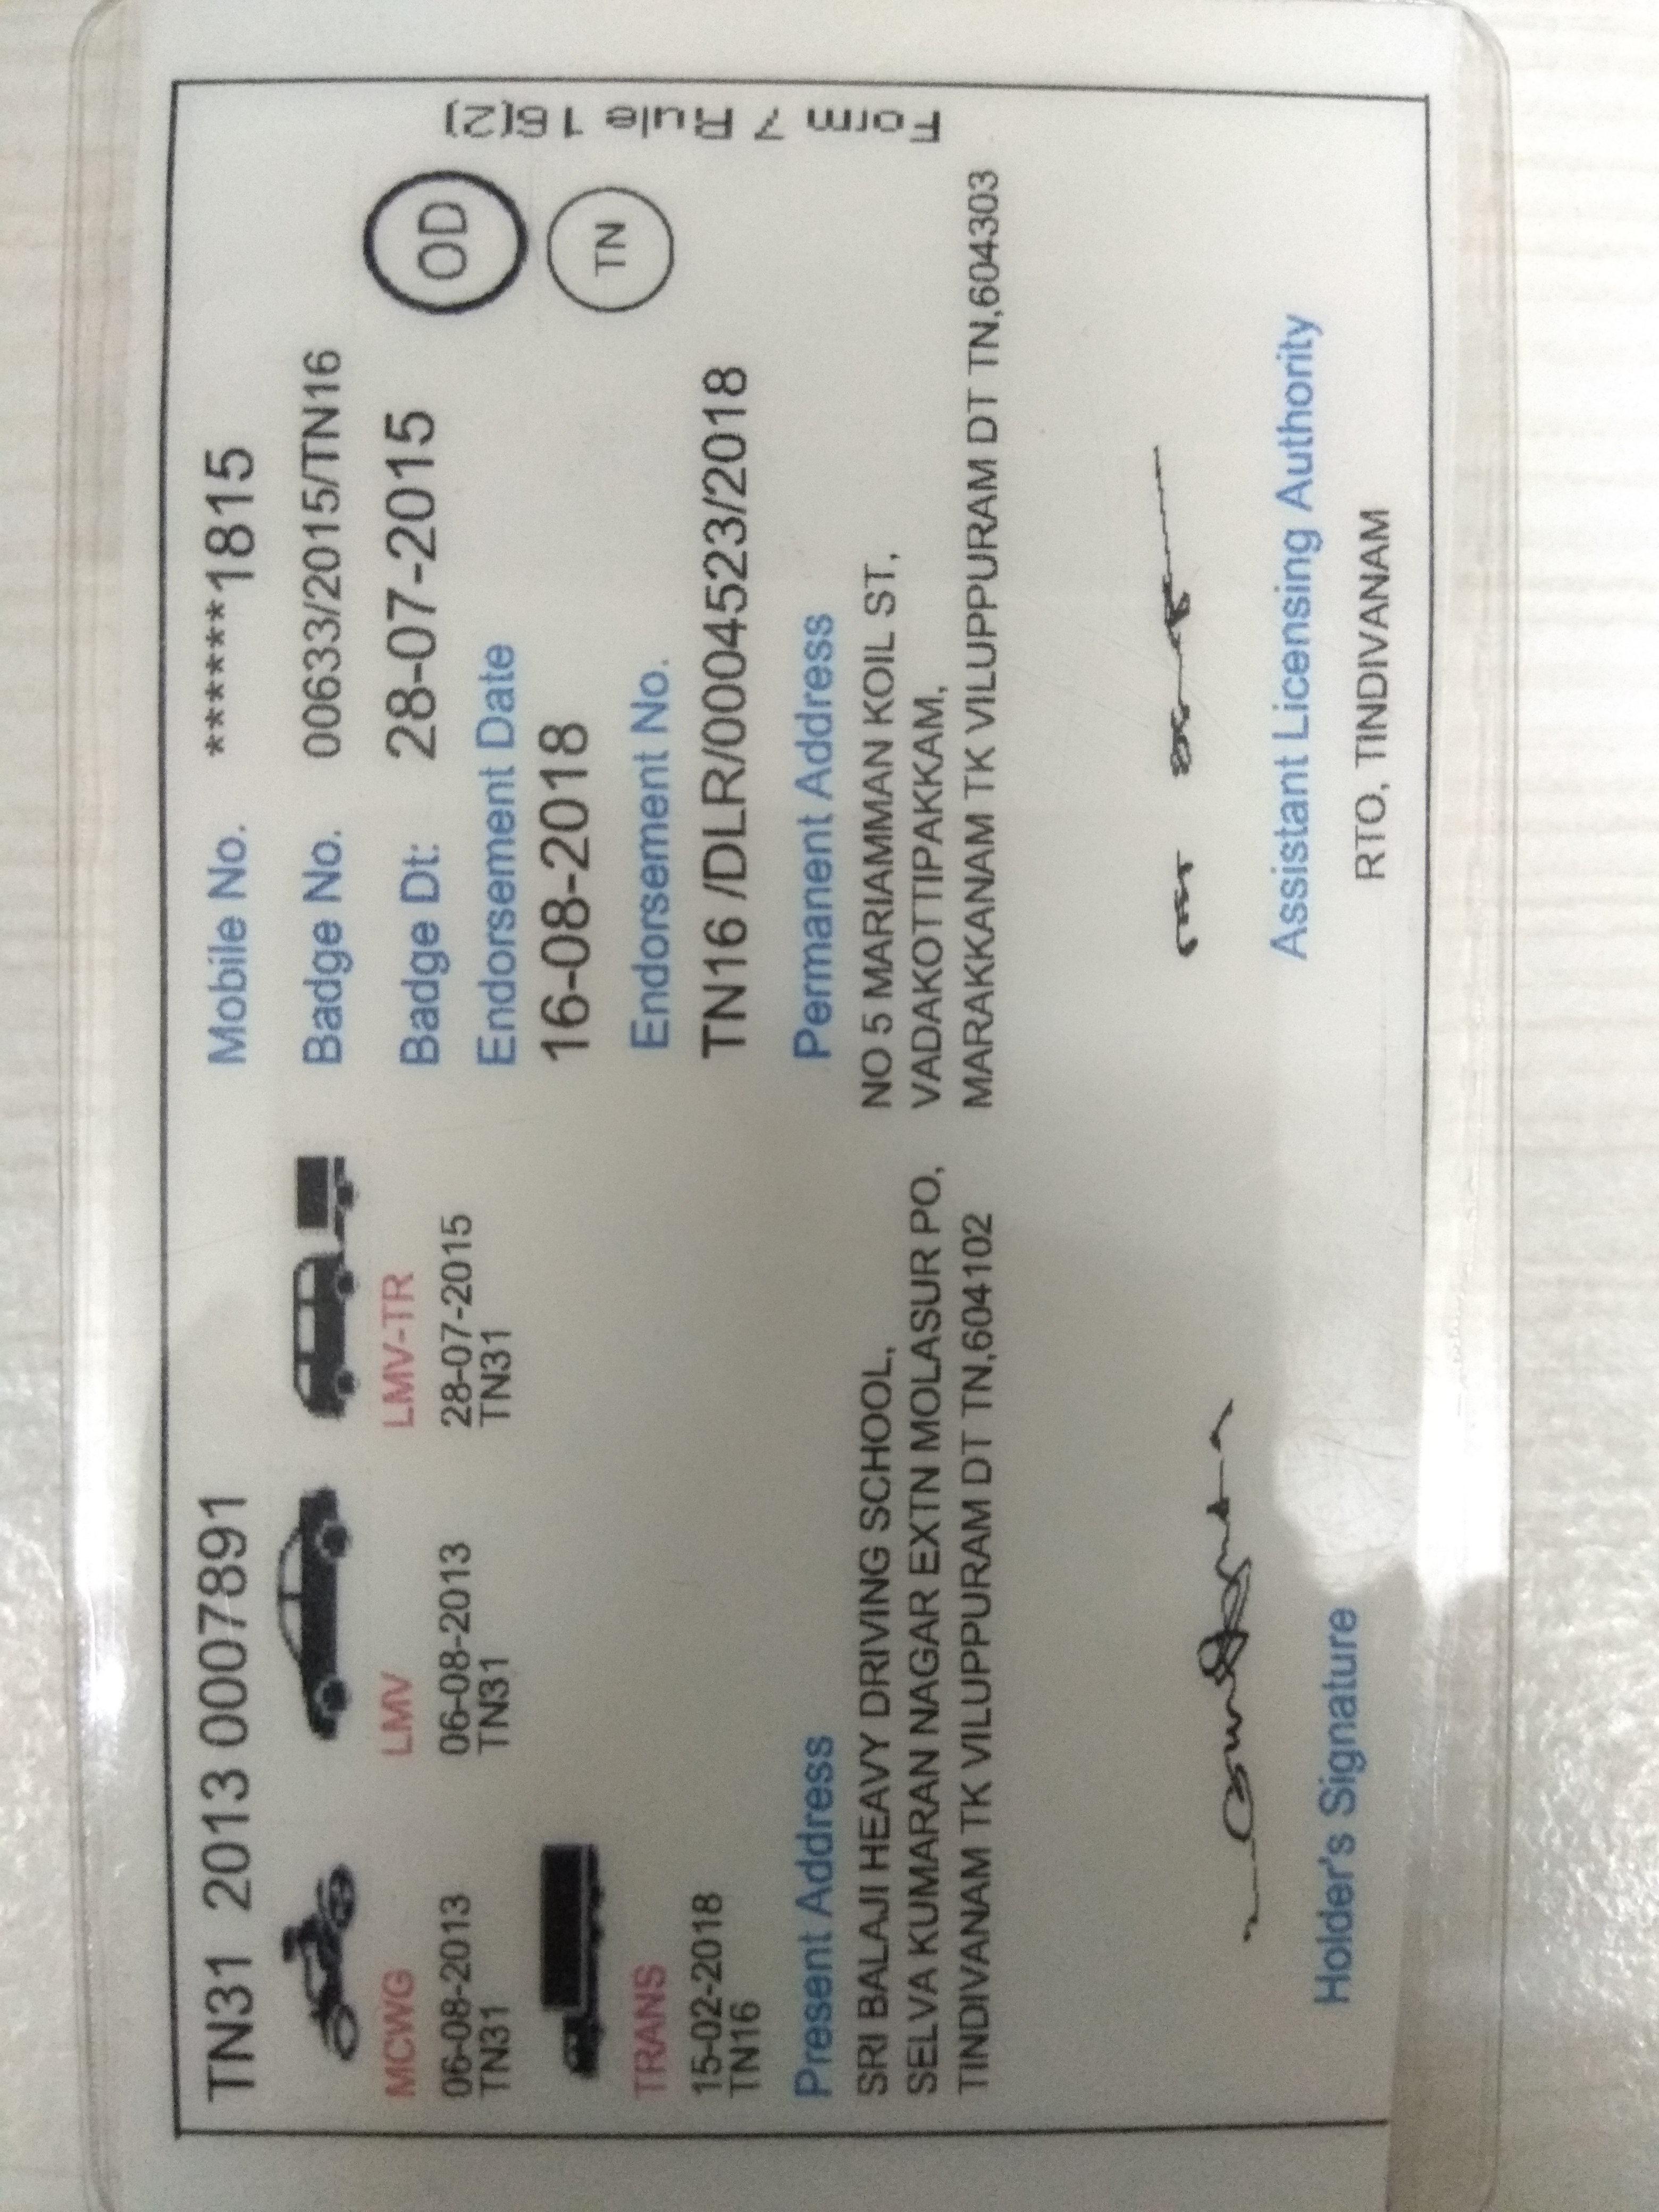 TN31 2013 0007891
MCWG
06-08-2013
TN31
LMV
06-08-2013
TN31
LMV-TR
28-07-2015
TN31
TRANS
15-02-2018
TN16
Mobile No. ******1815
Badge No. 00633/2015/TN16
Badge Dt: 28-07-2015
Endorsement Date
16-08-2018
Endorsement No.
TN16 /DLR/0004523/2018
OD
TN
Form 7 Rule 16(2)
Present Address
SRI BALAJI HEAVY DRIVING SCHOOL,
SELVA KUMARAN NAGAR EXTN MOLASUR PO,
TINDIVANAM TK VILUPPURAM DT TN,604102
Permanent Address
NO 5 MARIAMMAN KOIL ST,
VADAKOTTIPAKKAM,
MARAKKANAM TK VILUPPURAM DT TN,604303
Holder's Signature
Assistant Licensing Authority
RTO, TINDIVANAM